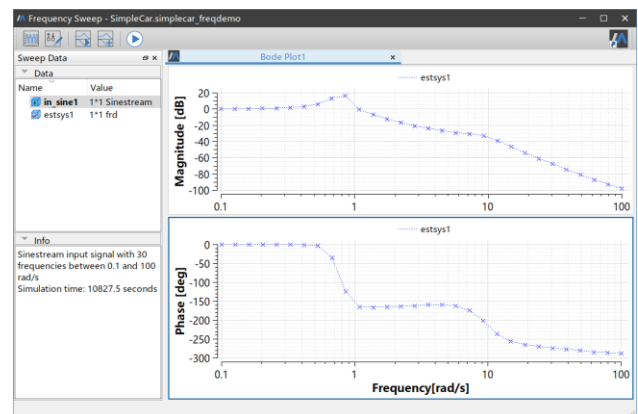 Frequency Sweep - SimpleCar.simplecar_freqdemo
Sweep Data
Data
Name Value
in_sine1 1*1 Sinestream
estsys1 1*1 frd
Info
Sinestream input signal with 30
frequencies between 0.1 and 100
rad/s
Simulation time: 10827.5 seconds
Bode Plot1
estsys1
Magnitude [dB]
20
0
-20
-40
-60
-80
-100
0.1 1 10 100
estsys1
Phase [deg]
0
-50
-100
-150
-200
-250
-300
0.1 1 10 100
Frequency[rad/s]